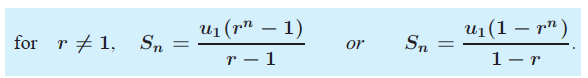 for r ≠ 1, Sₙ = u₁(rⁿ − 1) / (r − 1) or Sₙ = u₁(1 − rⁿ) / (1 − r).